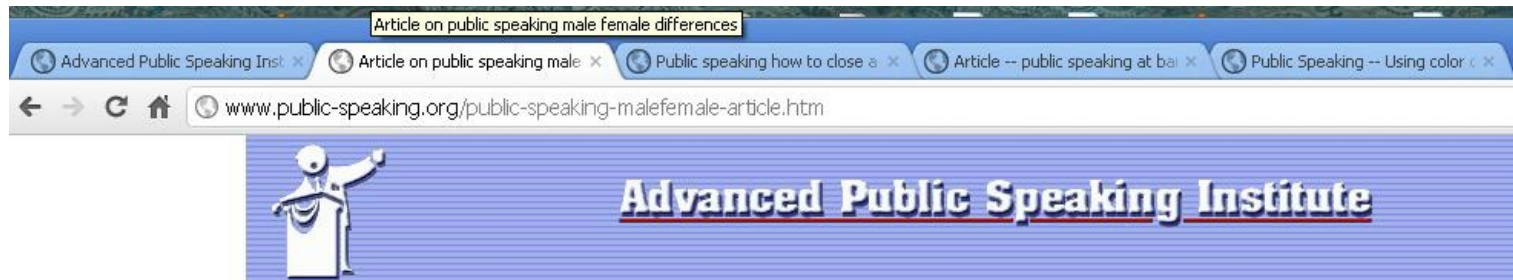 Article on public speaking male female differences
Advanced Public Speaking Inst
Article on public speaking male
Public speaking how to close a
Article -- public speaking at
Public Speaking -- Using color
www.public-speaking.org/public-speaking-malefemale-article.htm
Advanced Public Speaking Institute